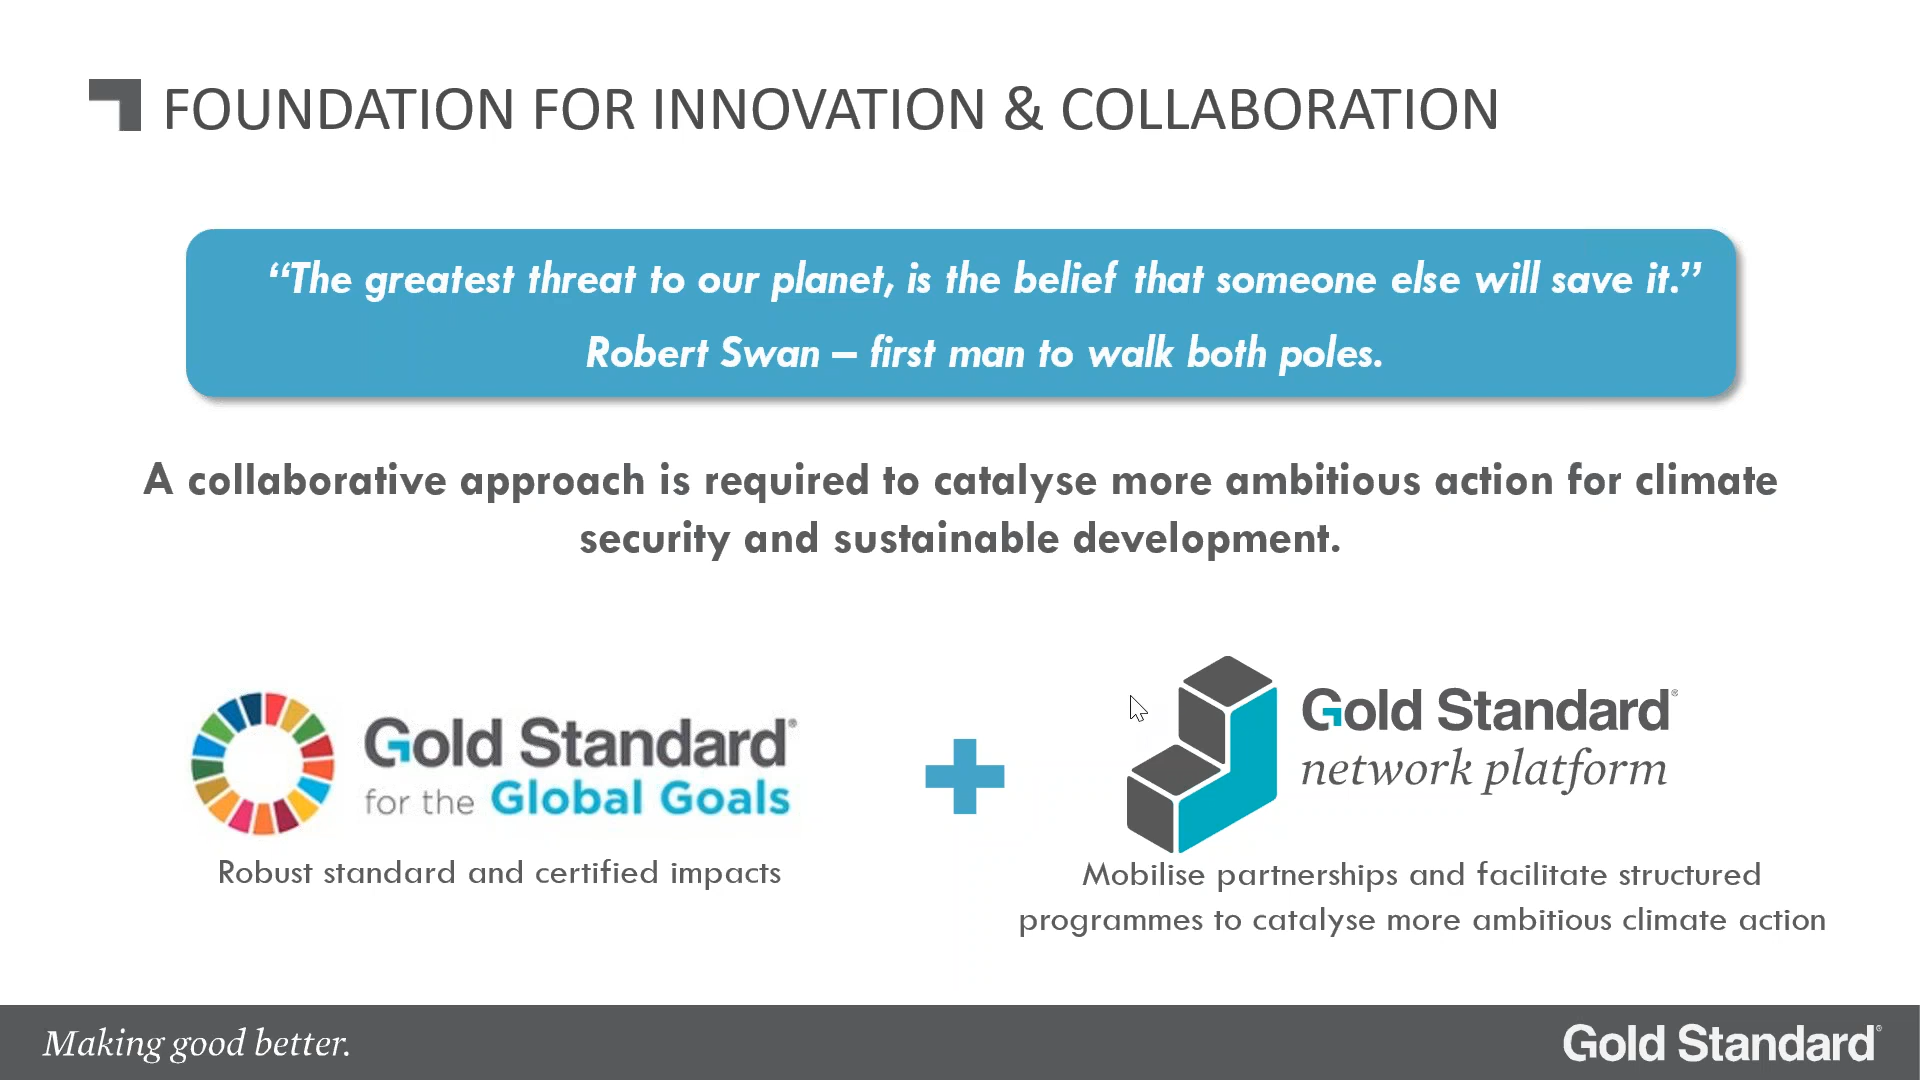 FOUNDATION FOR INNOVATION & COLLABORATION
“The greatest threat to our planet, is the belief that someone else will save it.”
Robert Swan – first man to walk both poles.
A collaborative approach is required to catalyse more ambitious action for climate
security and sustainable development.
Gold Standard®
for the Global Goals
Robust standard and certified impacts
Gold Standard®
network platform
Mobilise partnerships and facilitate structured
programmes to catalyse more ambitious climate action
Making good better.
Gold Standard®